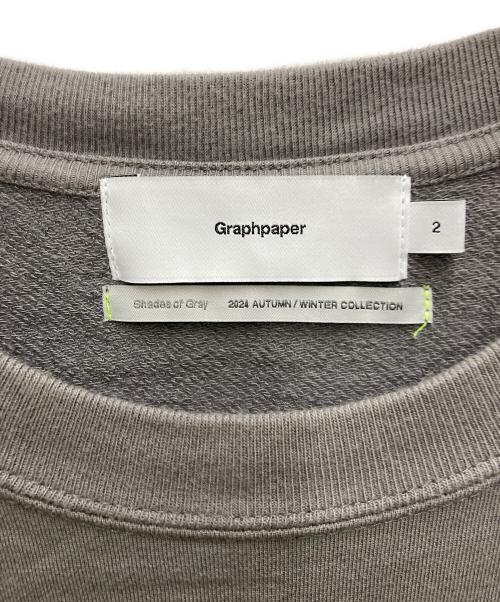 Graphpaper
2
Shades of Gray 2024 AUTUMN / WINTER COLLECTION